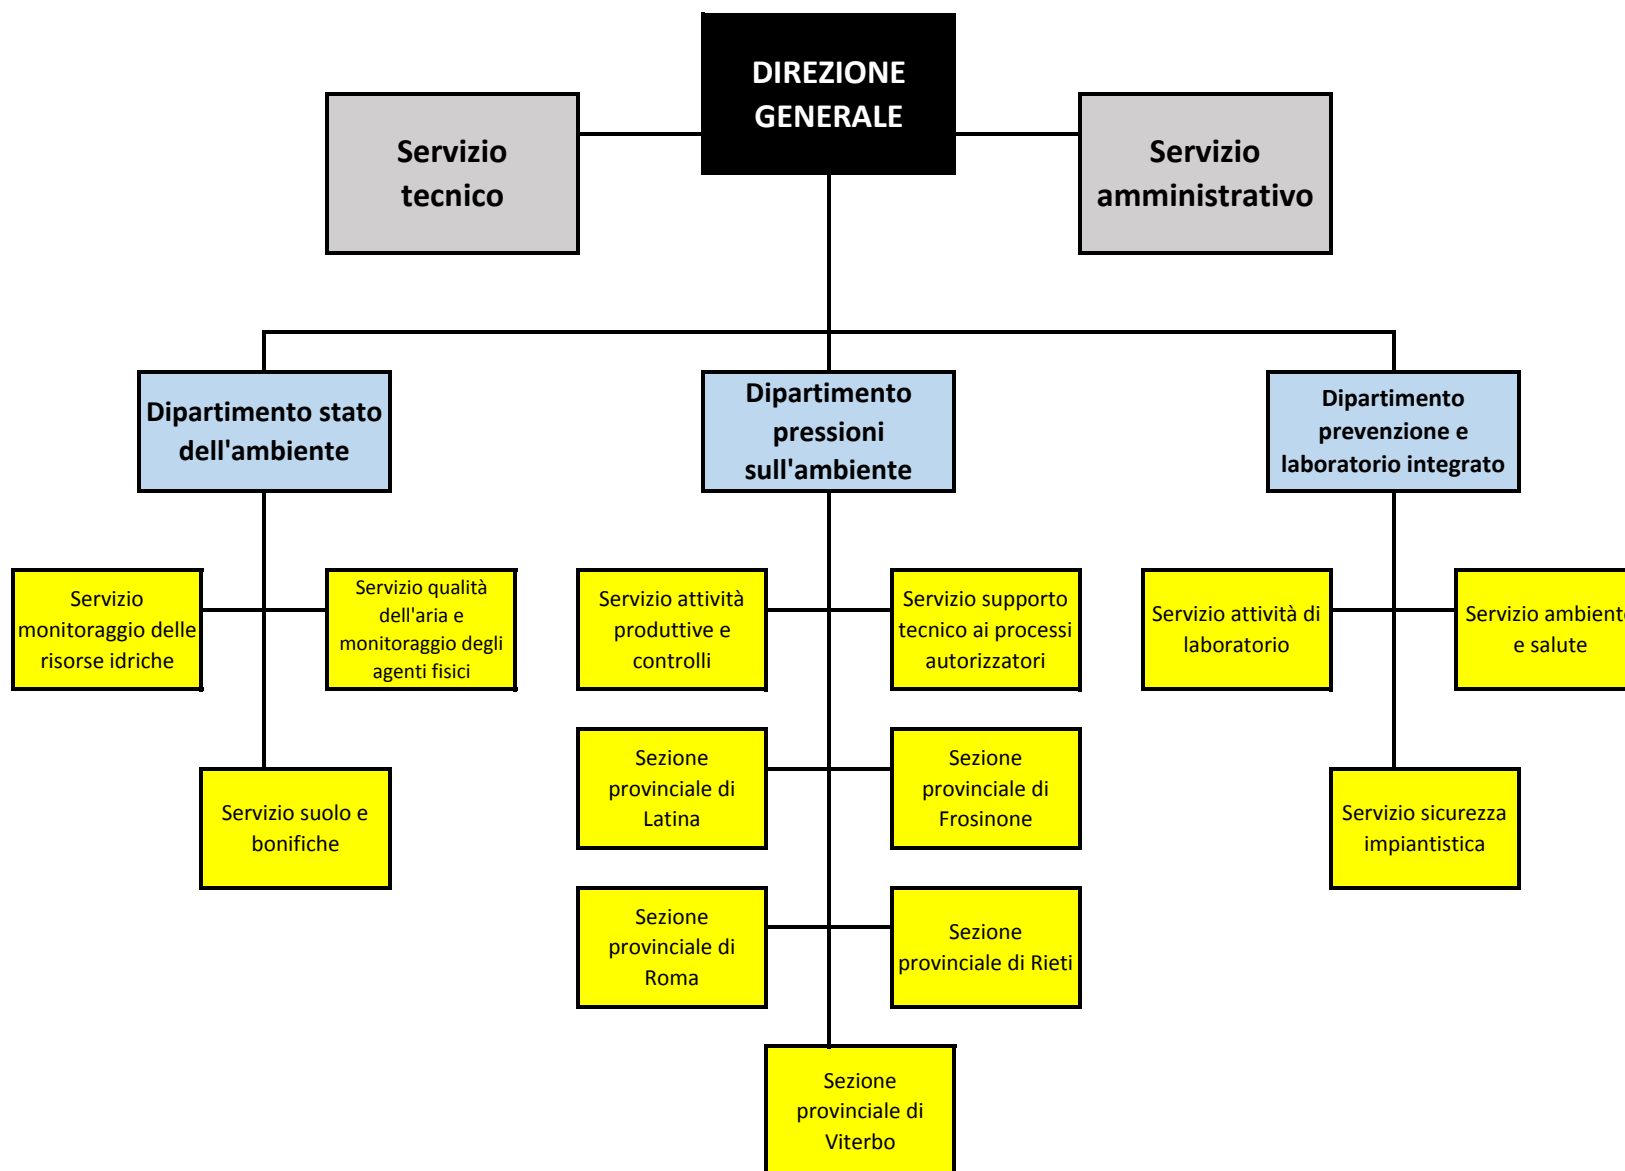 DIREZIONE
GENERALE
Servizio
tecnico
Servizio
amministrativo
Dipartimento stato
dell'ambiente
Dipartimento
pressioni
sull'ambiente
Dipartimento
prevenzione e
laboratorio integrato
Servizio
monitoraggio delle
risorse idriche
Servizio qualità
dell'aria e
monitoraggio degli
agenti fisici
Servizio attività
produttive e
controlli
Servizio supporto
tecnico ai processi
autorizzatori
Servizio attività di
laboratorio
Servizio ambiente
e salute
Servizio suolo e
bonifiche
Sezione
provinciale di
Latina
Sezione
provinciale di
Frosinone
Servizio sicurezza
impiantistica
Sezione
provinciale di
Roma
Sezione
provinciale di Rieti
Sezione
provinciale di
Viterbo